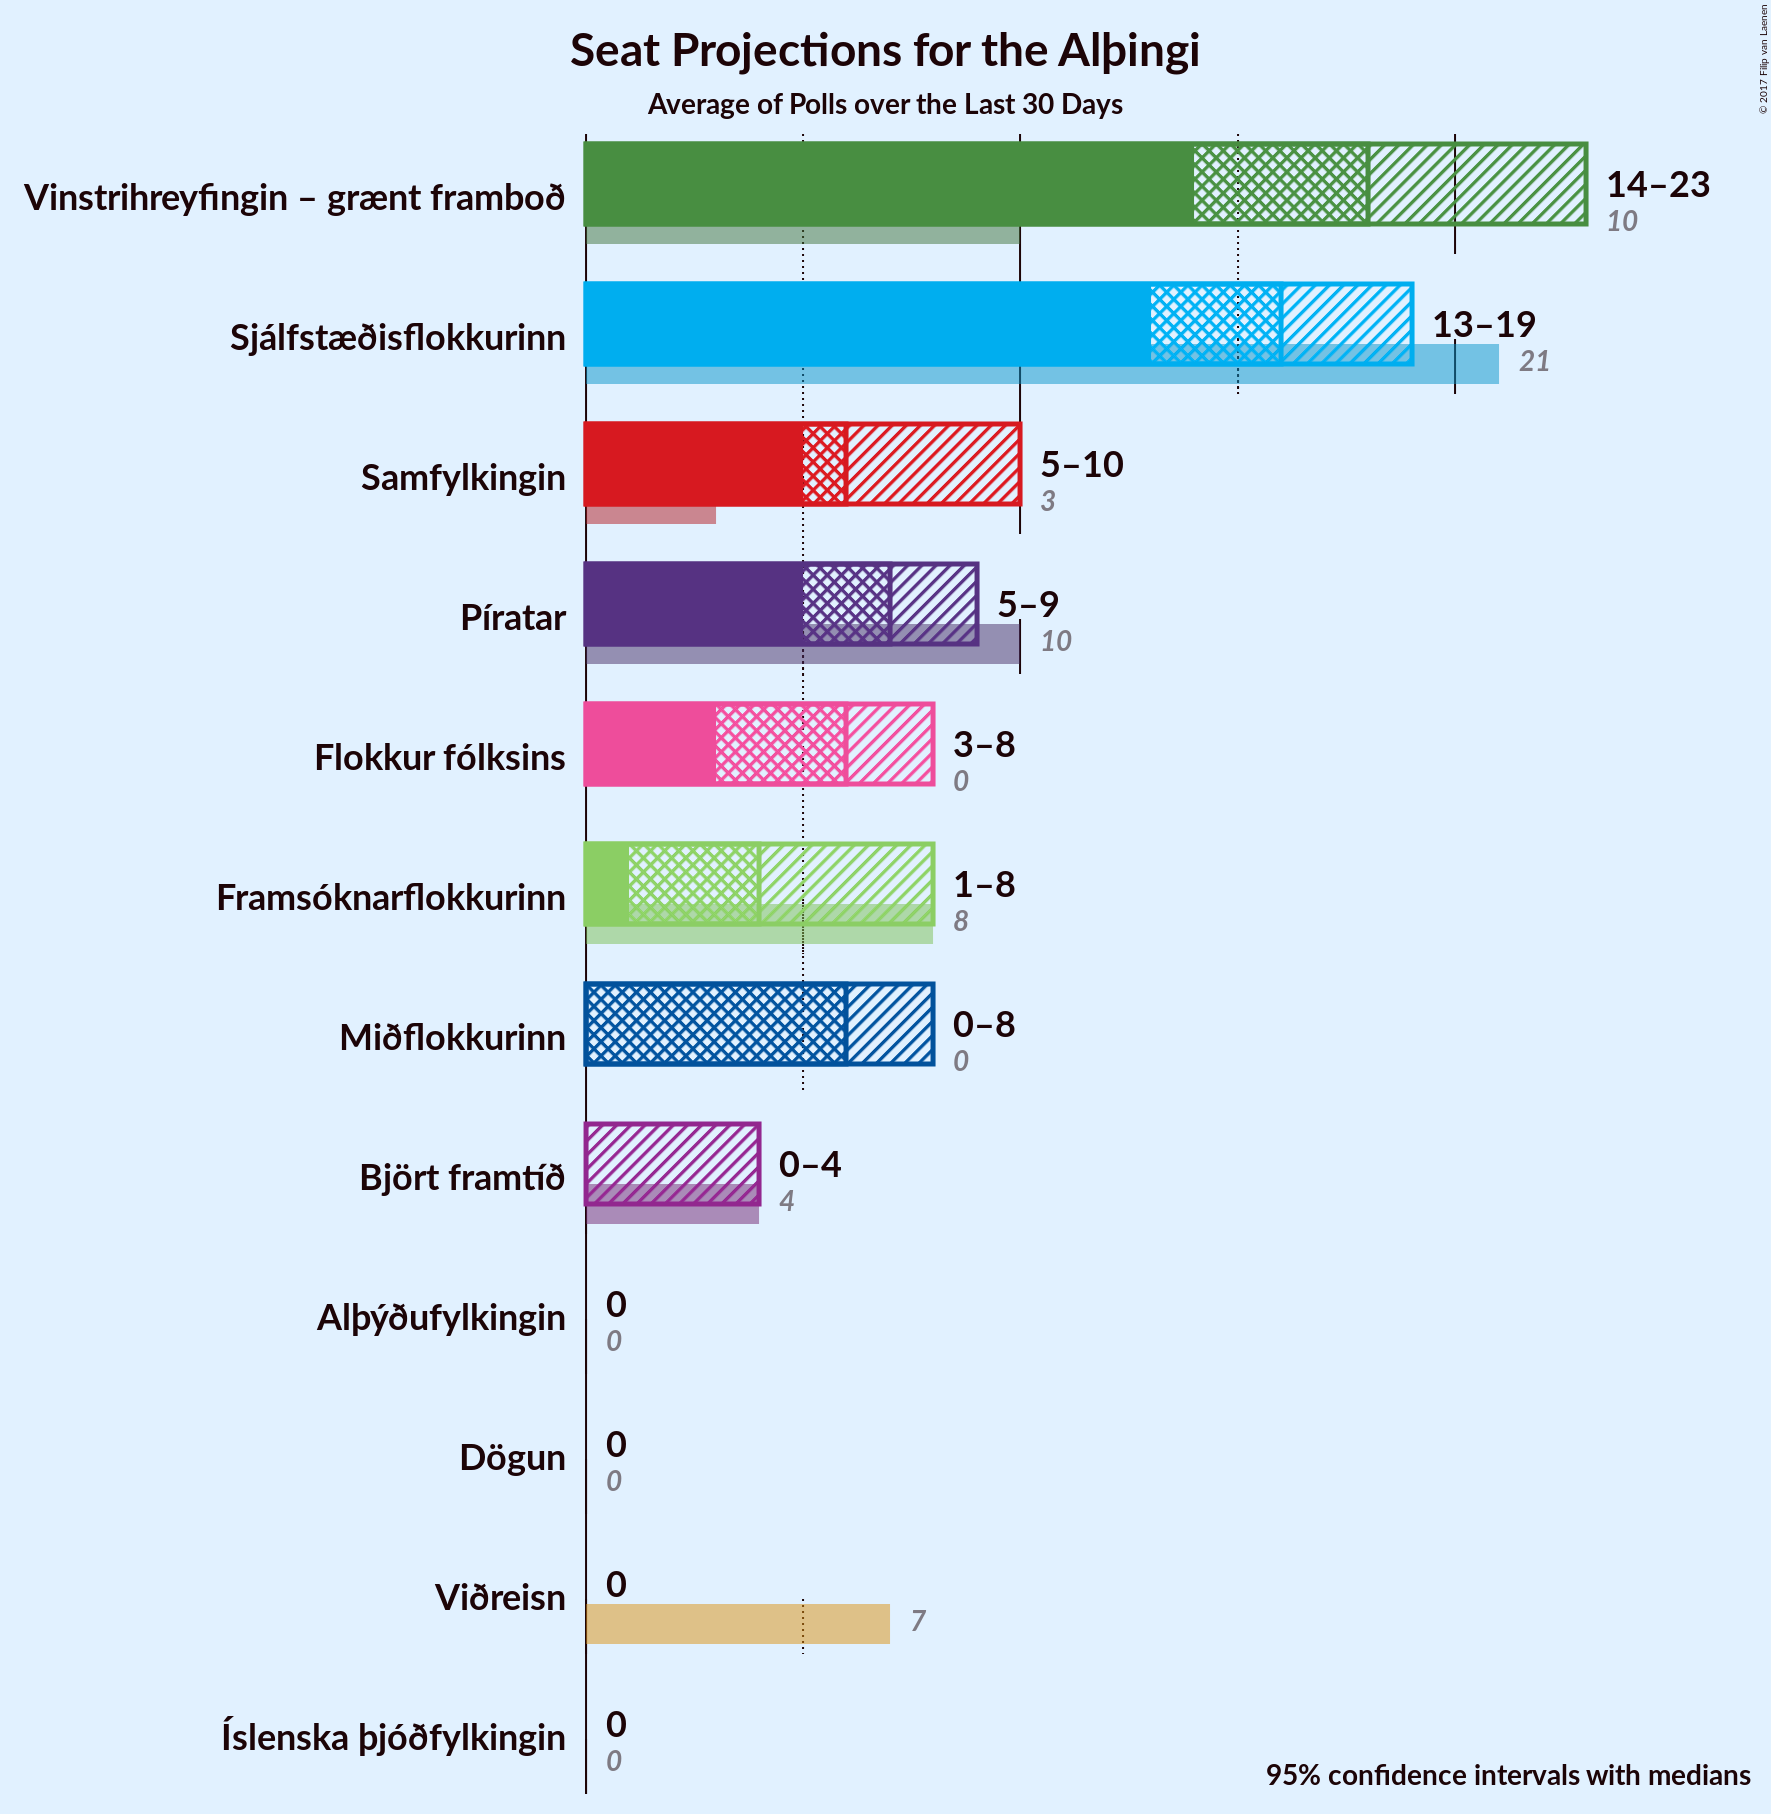 Seat Projections for the Alþingi
Average of Polls over the Last 30 Days
© 2017 Filip van Laenen
Vinstrihreyfingin – grænt framboð
14–23
10
Sjálfstæðisflokkurinn
13–19
21
Samfylkingin
5–10
3
Píratar
5–9
10
Flokkur fólksins
3–8
0
Framsóknarflokkurinn
1–8
8
Miðflokkurinn
0–8
0
Björt framtíð
0–4
4
Alþýðufylkingin
0
0
Dögun
0
0
Viðreisn
0
7
Íslenska þjóðfylkingin
0
0
95% confidence intervals with medians